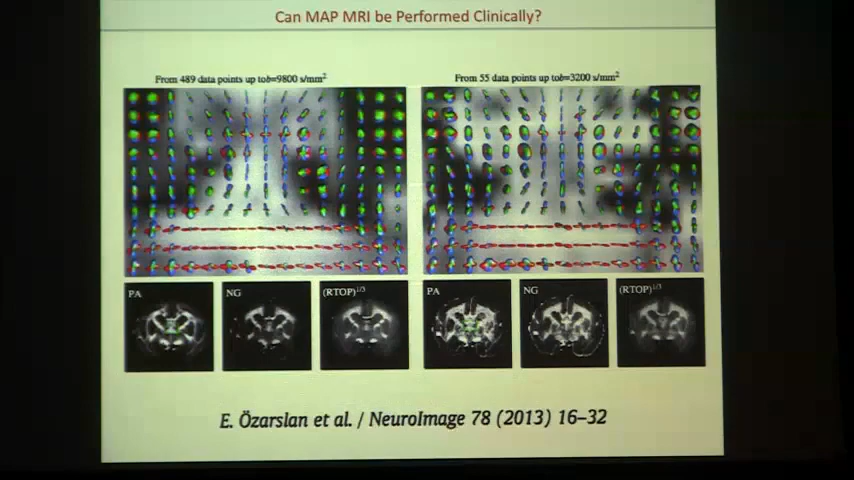 Can MAP MRI be Performed Clinically?
From 489 data points up tob=9800 s/mm²
From 55 data points up tob=3200 s/mm²
PA
NG
(RTOP)^1/3
PA
NG
(RTOP)^1/3
E. Özarslan et al. / NeuroImage 78 (2013) 16–32